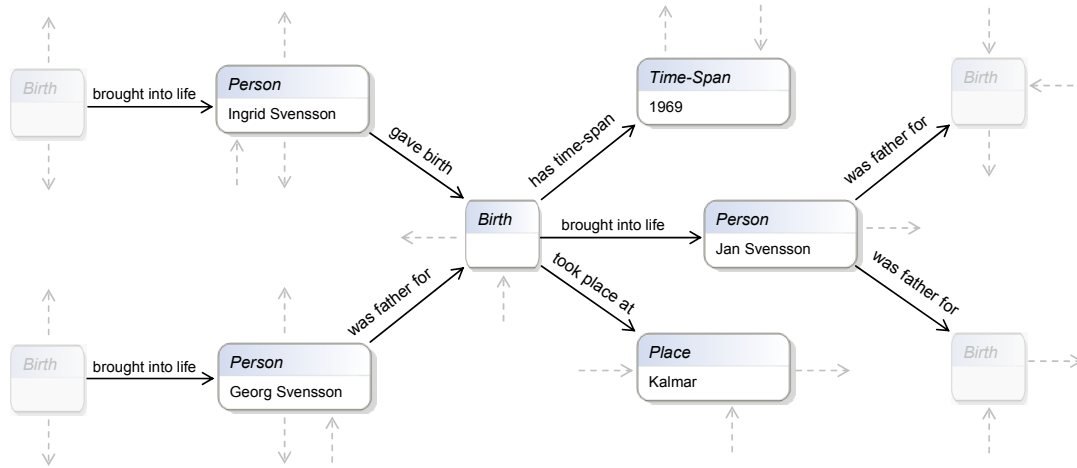 Birth
brought into life
Person
Ingrid Svensson
gave birth
Time-Span
1969
has time-span
Birth
was father for
Birth
brought into life
Person
Jan Svensson
was father for
took place at
was father for
Birth
brought into life
Person
Georg Svensson
Place
Kalmar
Birth